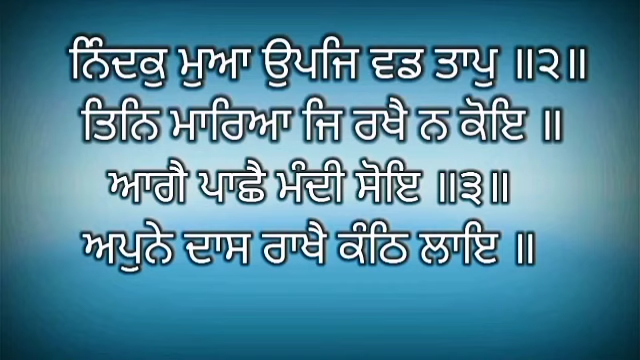 ਨਿੰਦਕੁ ਮੁਆ ਉਪਜਿ ਵਡ ਤਾਪੁ ॥੨॥
ਤਿਨਿ ਮਾਰਿਆ ਜਿ ਰਖੈ ਨ ਕੋਇ ॥
ਆਗੈ ਪਾਛੈ ਮੰਦੀ ਸੋਇ ॥੩॥
ਅਪੁਨੇ ਦਾਸ ਰਾਖੈ ਕੰਠਿ ਲਾਇ ॥